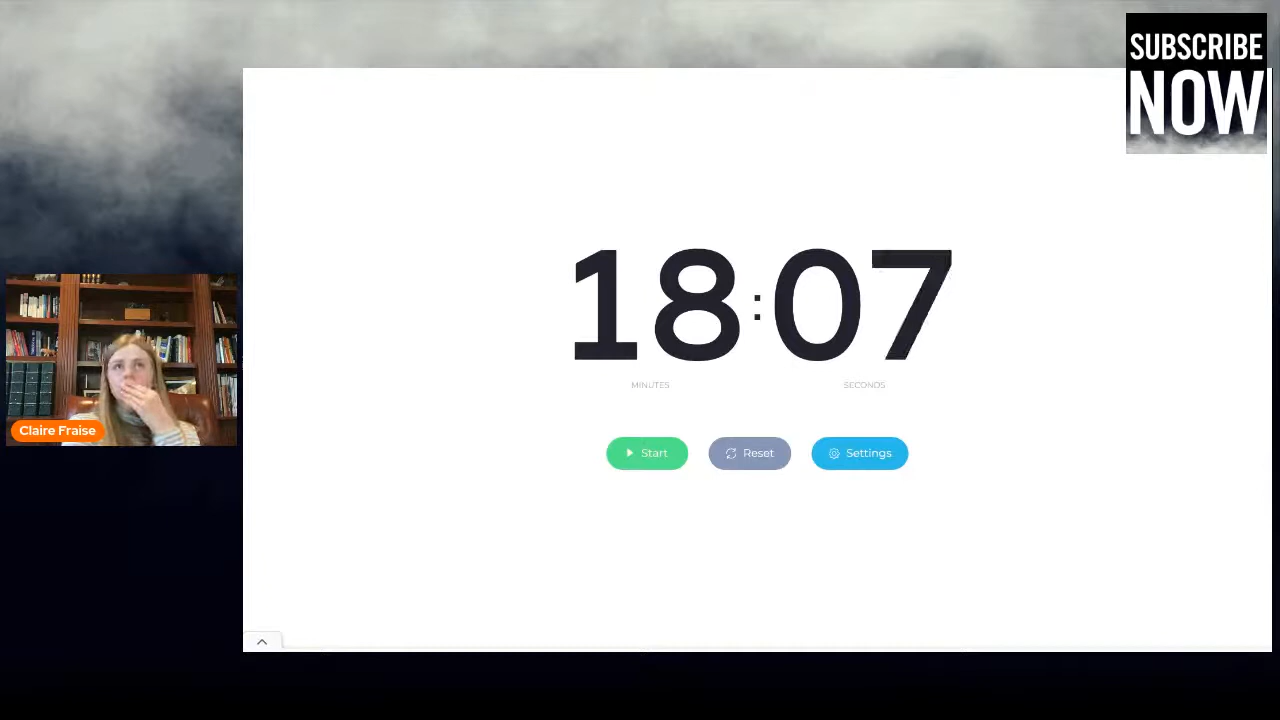 SUBSCRIBE
NOW
18:07
MINUTES
SECONDS
Start
Reset
Settings
Claire Fraise